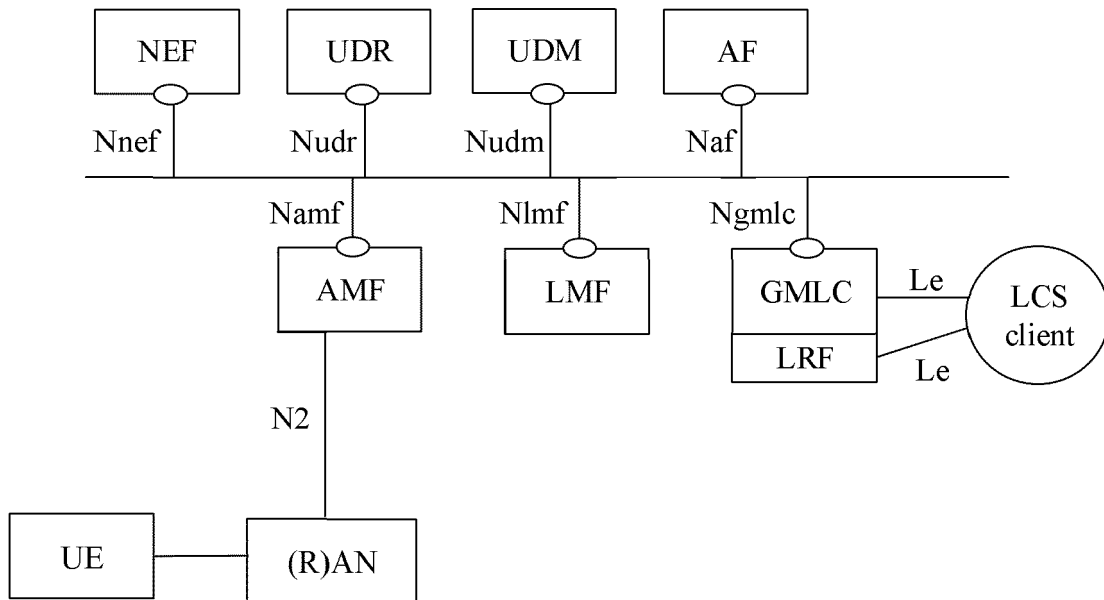 NEF
UDR
UDM
AF
Nnef
Nudr
Nudm
Naf
Namf
Nlmf
Ngmlc
AMF
LMF
GMLC
Le
LCS
client
LRF
Le
N2
UE
(R)AN